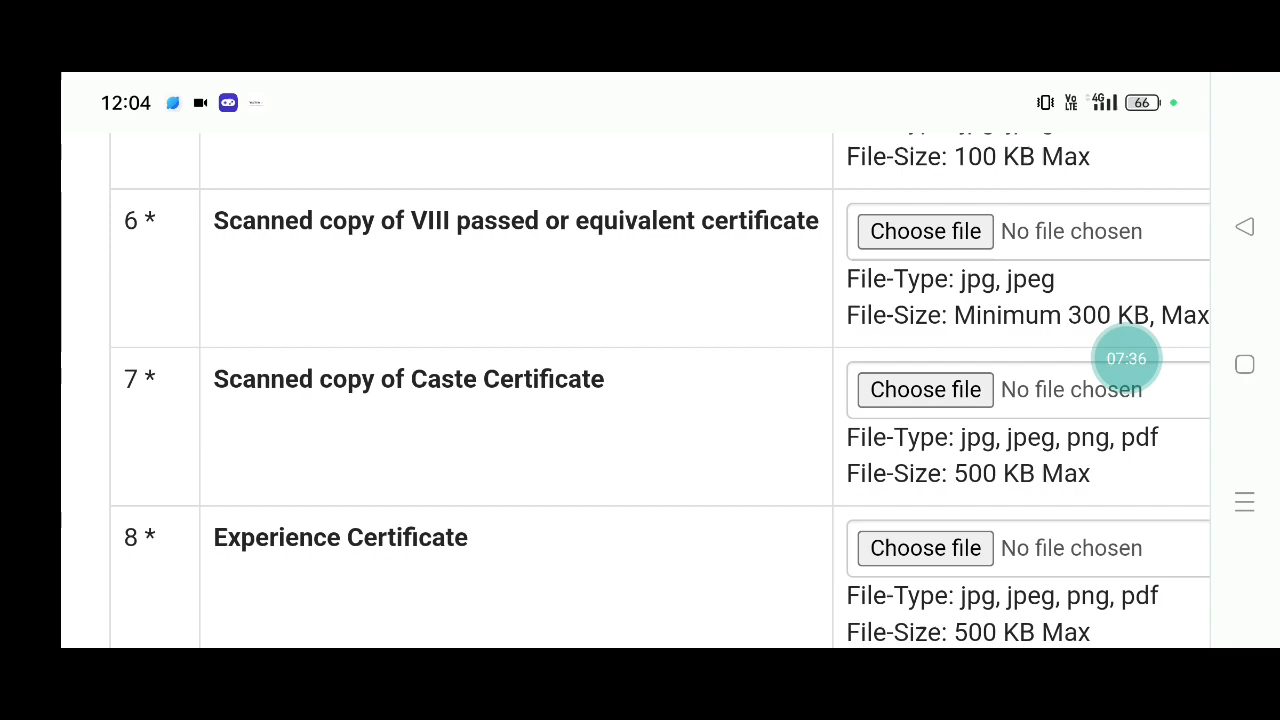 12:04 4G Vo LTE 66
File-Size: 100 KB Max
6 * Scanned copy of VIII passed or equivalent certificate Choose file No file chosen
File-Type: jpg, jpeg
File-Size: Minimum 300 KB, Max
07:36
7 * Scanned copy of Caste Certificate Choose file No file chosen
File-Type: jpg, jpeg, png, pdf
File-Size: 500 KB Max
8 * Experience Certificate Choose file No file chosen
File-Type: jpg, jpeg, png, pdf
File-Size: 500 KB Max